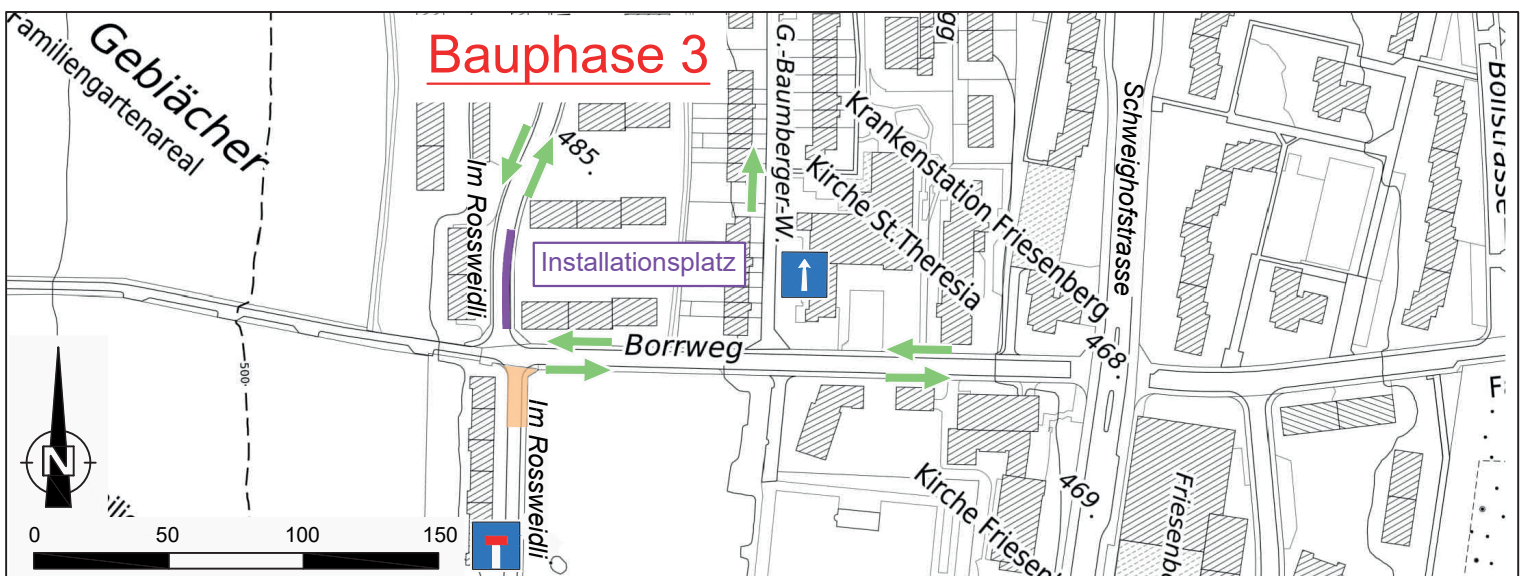 Bauphase 3
Gebiächer
Familiengartenareal
Im Rossweidli
485.
G.-Baumberger-W.
Krankenstation Friesenberg
Kirche St.Theresia
Schweighofstrasse
Installationsplatz
Borrweg
468.
500
Im Rossweidli
N
469.
Kirche Friesen
Friesenb
0 50 100 150